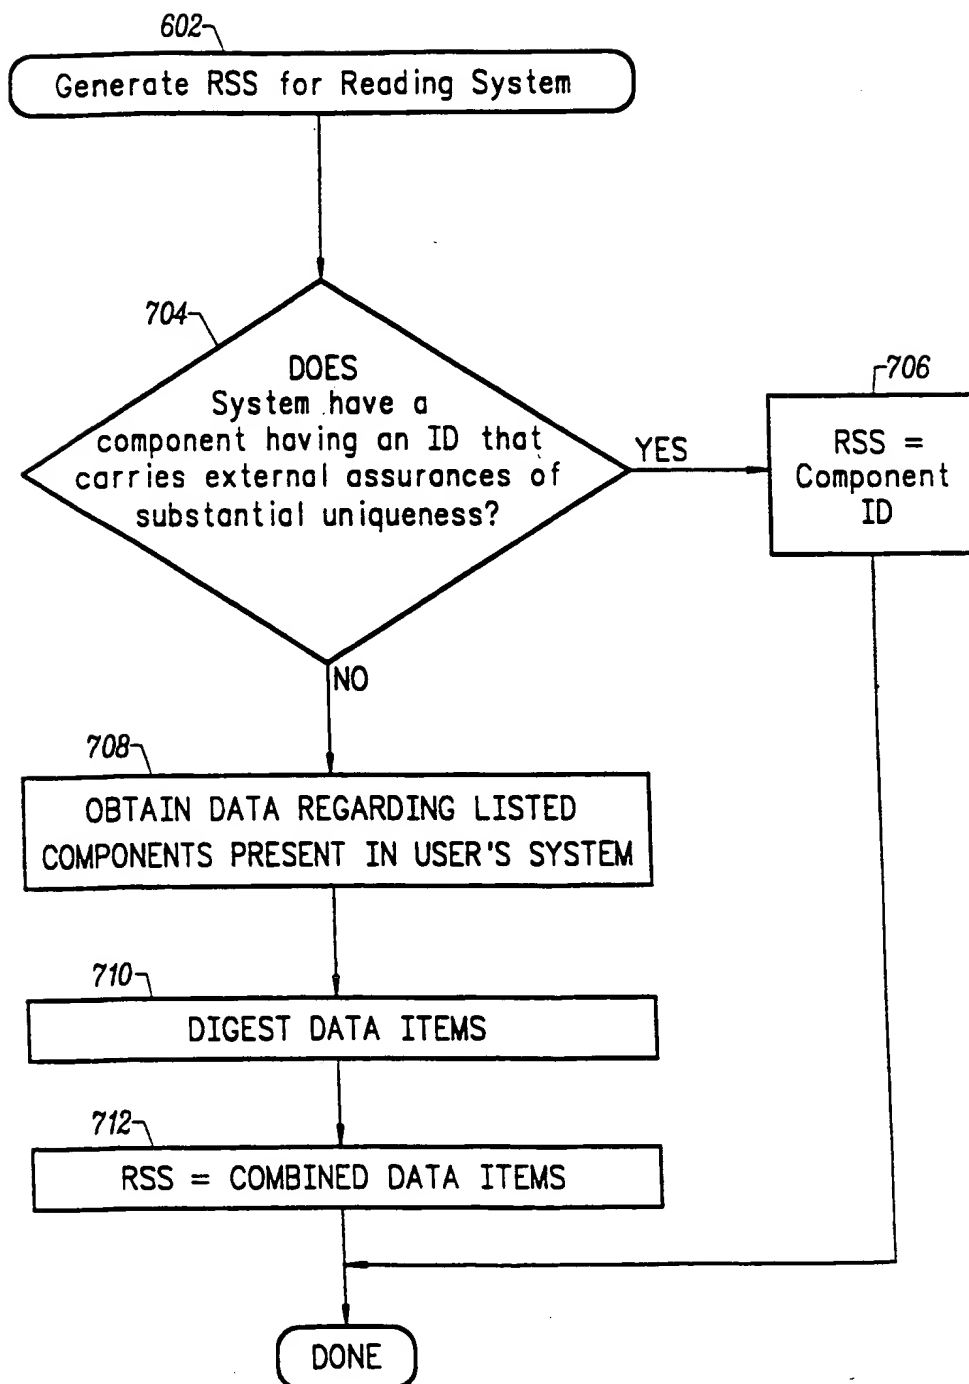 602
Generate RSS for Reading System
704
DOES
System have a
component having an ID that
carries external assurances of
substantial uniqueness?
YES
706
RSS =
Component
ID
NO
708
OBTAIN DATA REGARDING LISTED
COMPONENTS PRESENT IN USER'S SYSTEM
710
DIGEST DATA ITEMS
712
RSS = COMBINED DATA ITEMS
DONE